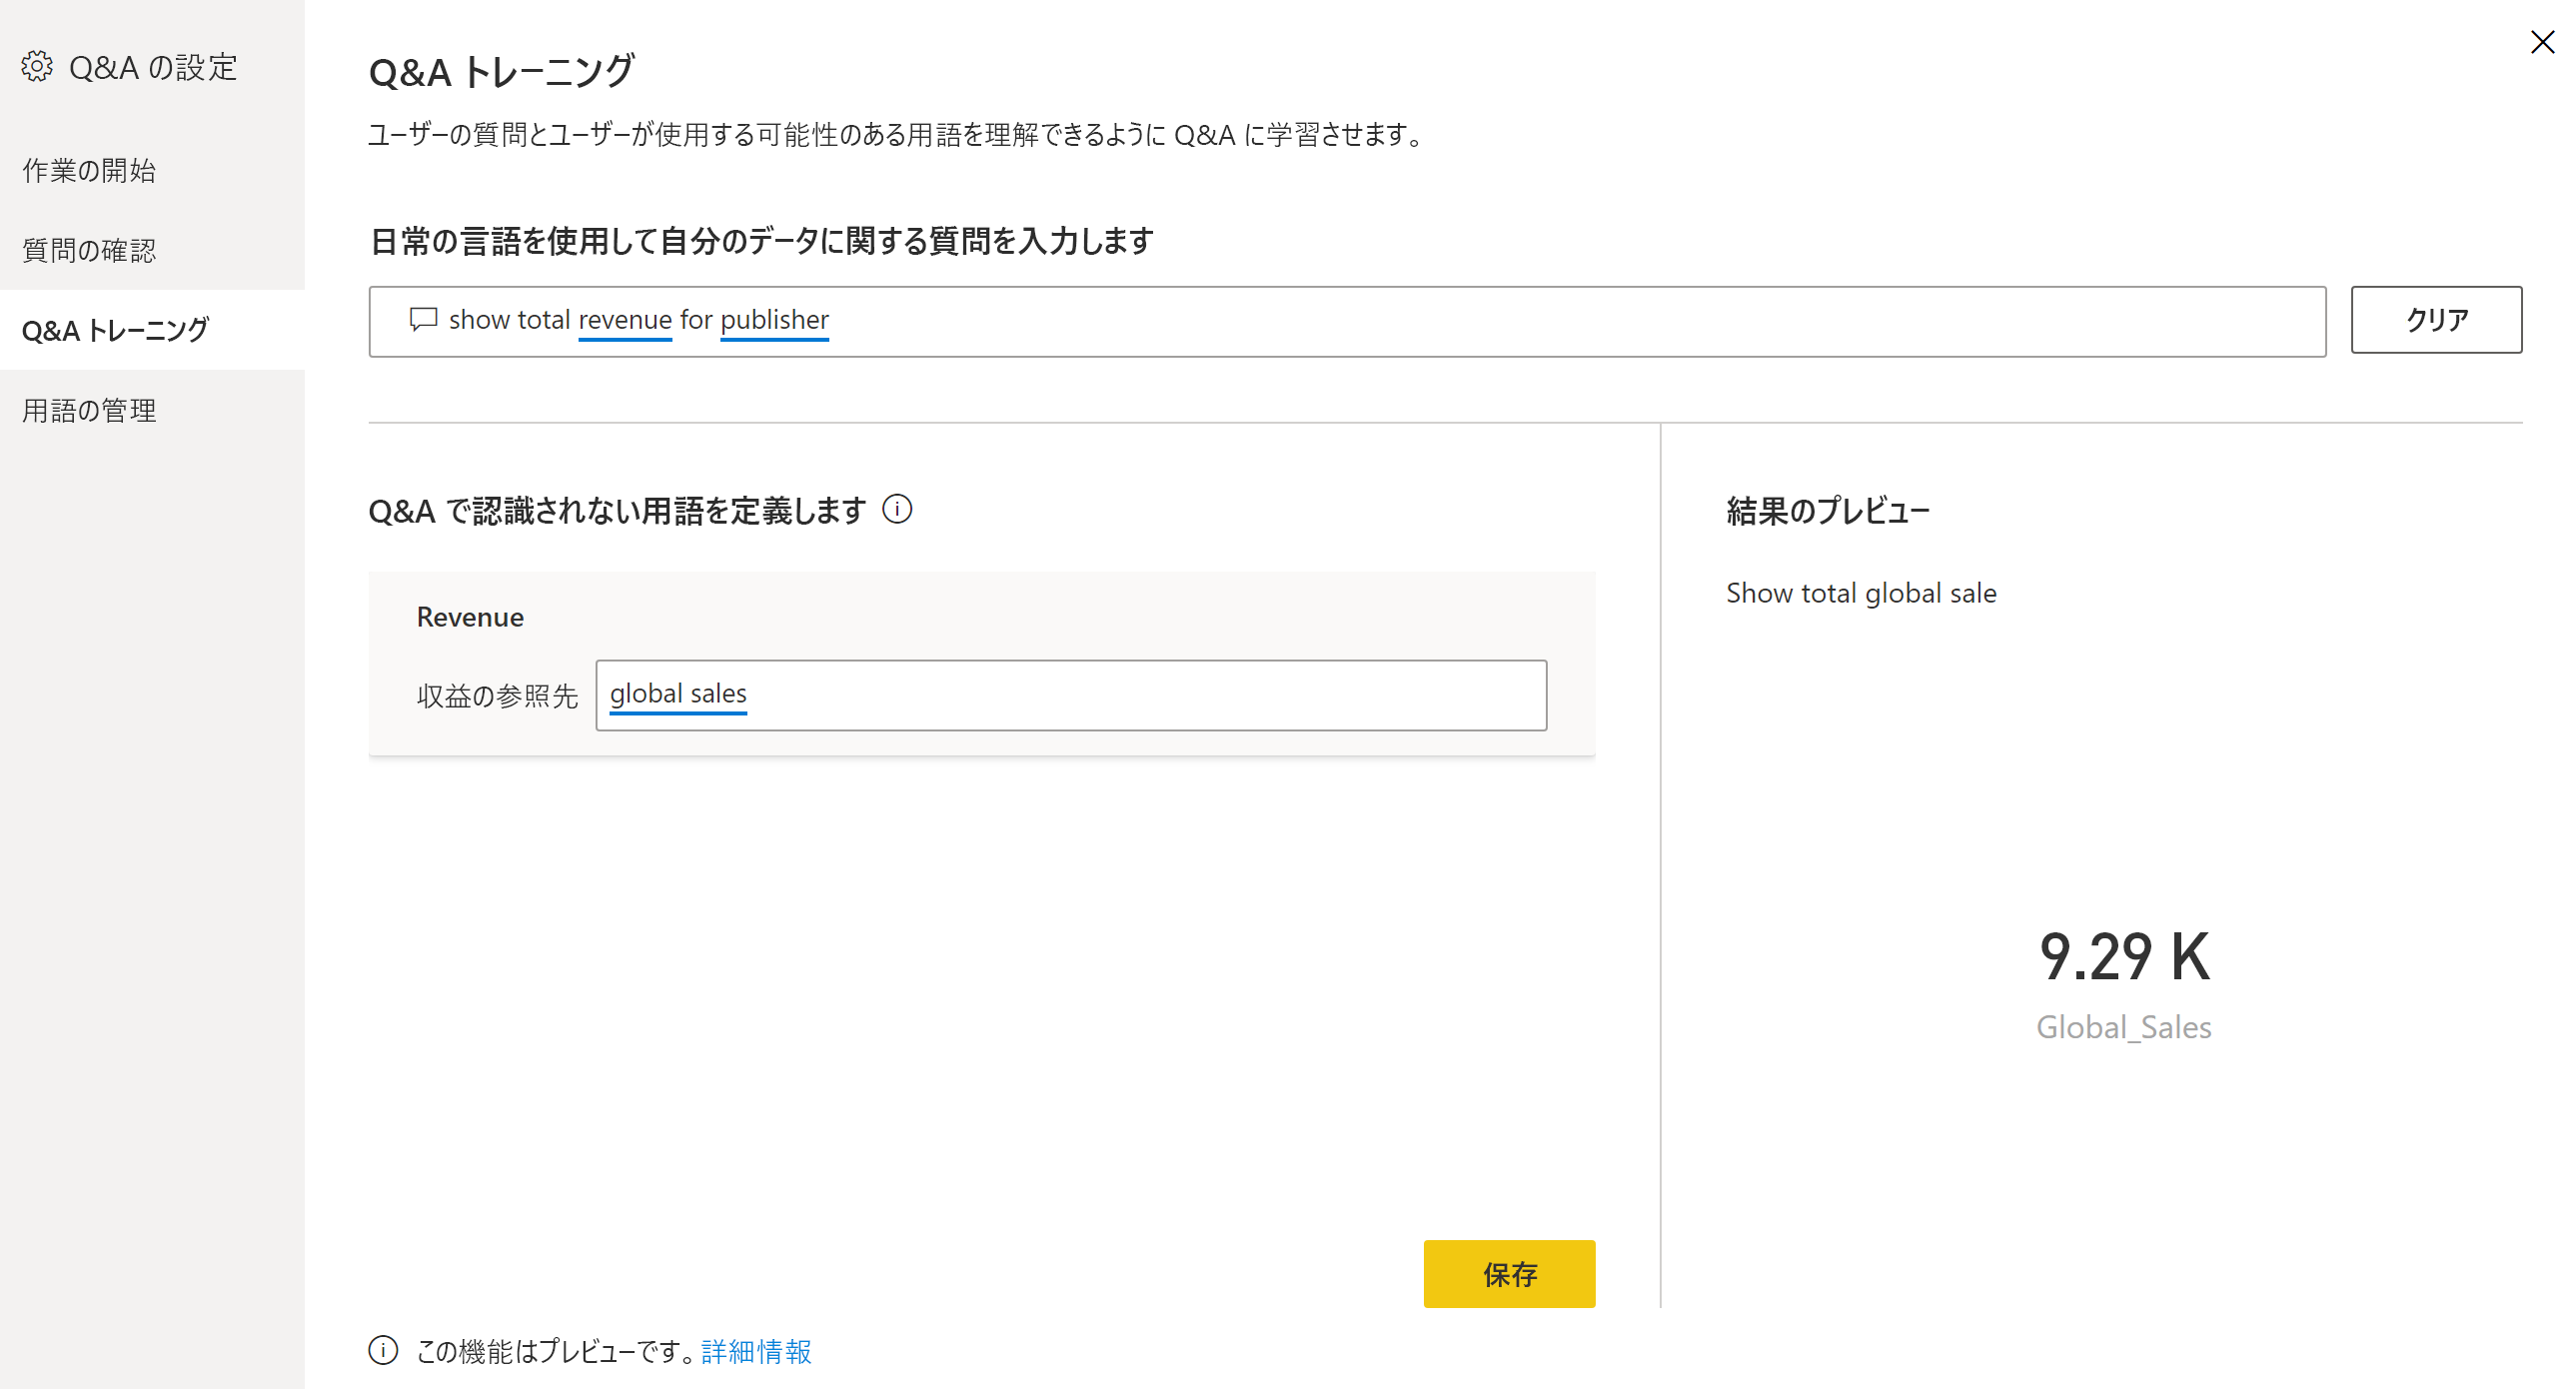 Q&A の設定
作業の開始
質問の確認
Q&A トレーニング
用語の管理
Q&A トレーニング
ユーザーの質問とユーザーが使用する可能性のある用語を理解できるように Q&A に学習させます。
日常の言語を使用して自分のデータに関する質問を入力します
show total revenue for publisher
クリア
Q&A で認識されない用語を定義します
Revenue
収益の参照先
global sales
保存
結果のプレビュー
Show total global sale
9.29 K
Global_Sales
この機能はプレビューです。詳細情報